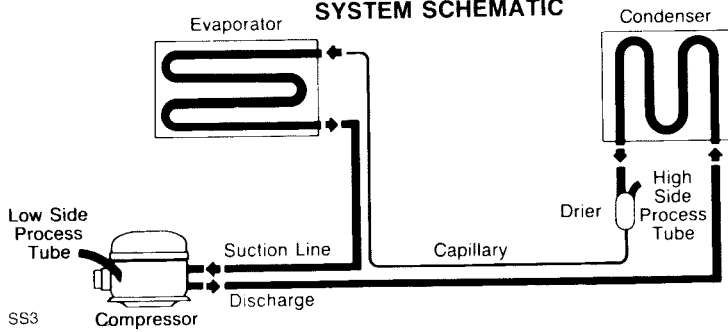 SYSTEM SCHEMATIC
Evaporator
Condenser
High
Side
Process
Tube
Drier
Low Side
Process
Tube
Suction Line
Capillary
Discharge
SS3
Compressor